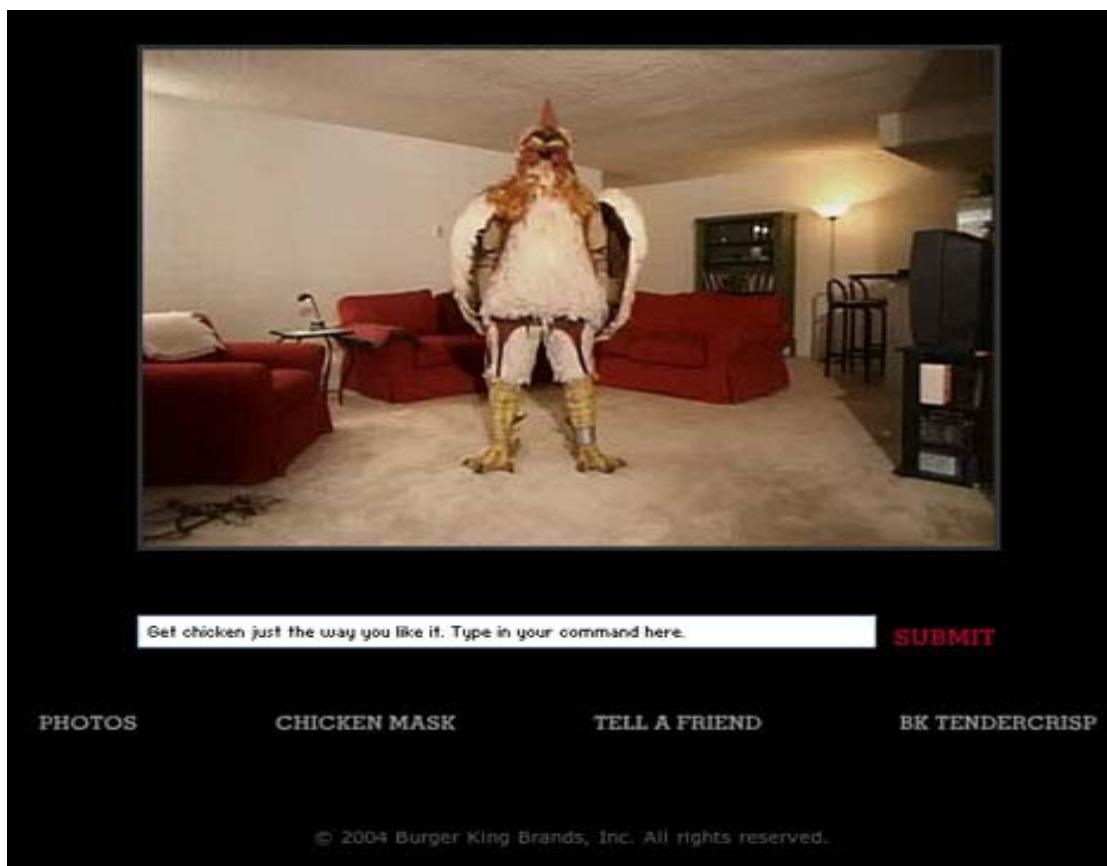 Get chicken just the way you like it. Type in your command here.
SUBMIT
PHOTOS
CHICKEN MASK
TELL A FRIEND
BK TENDERCRISP
© 2004 Burger King Brands, Inc. All rights reserved.